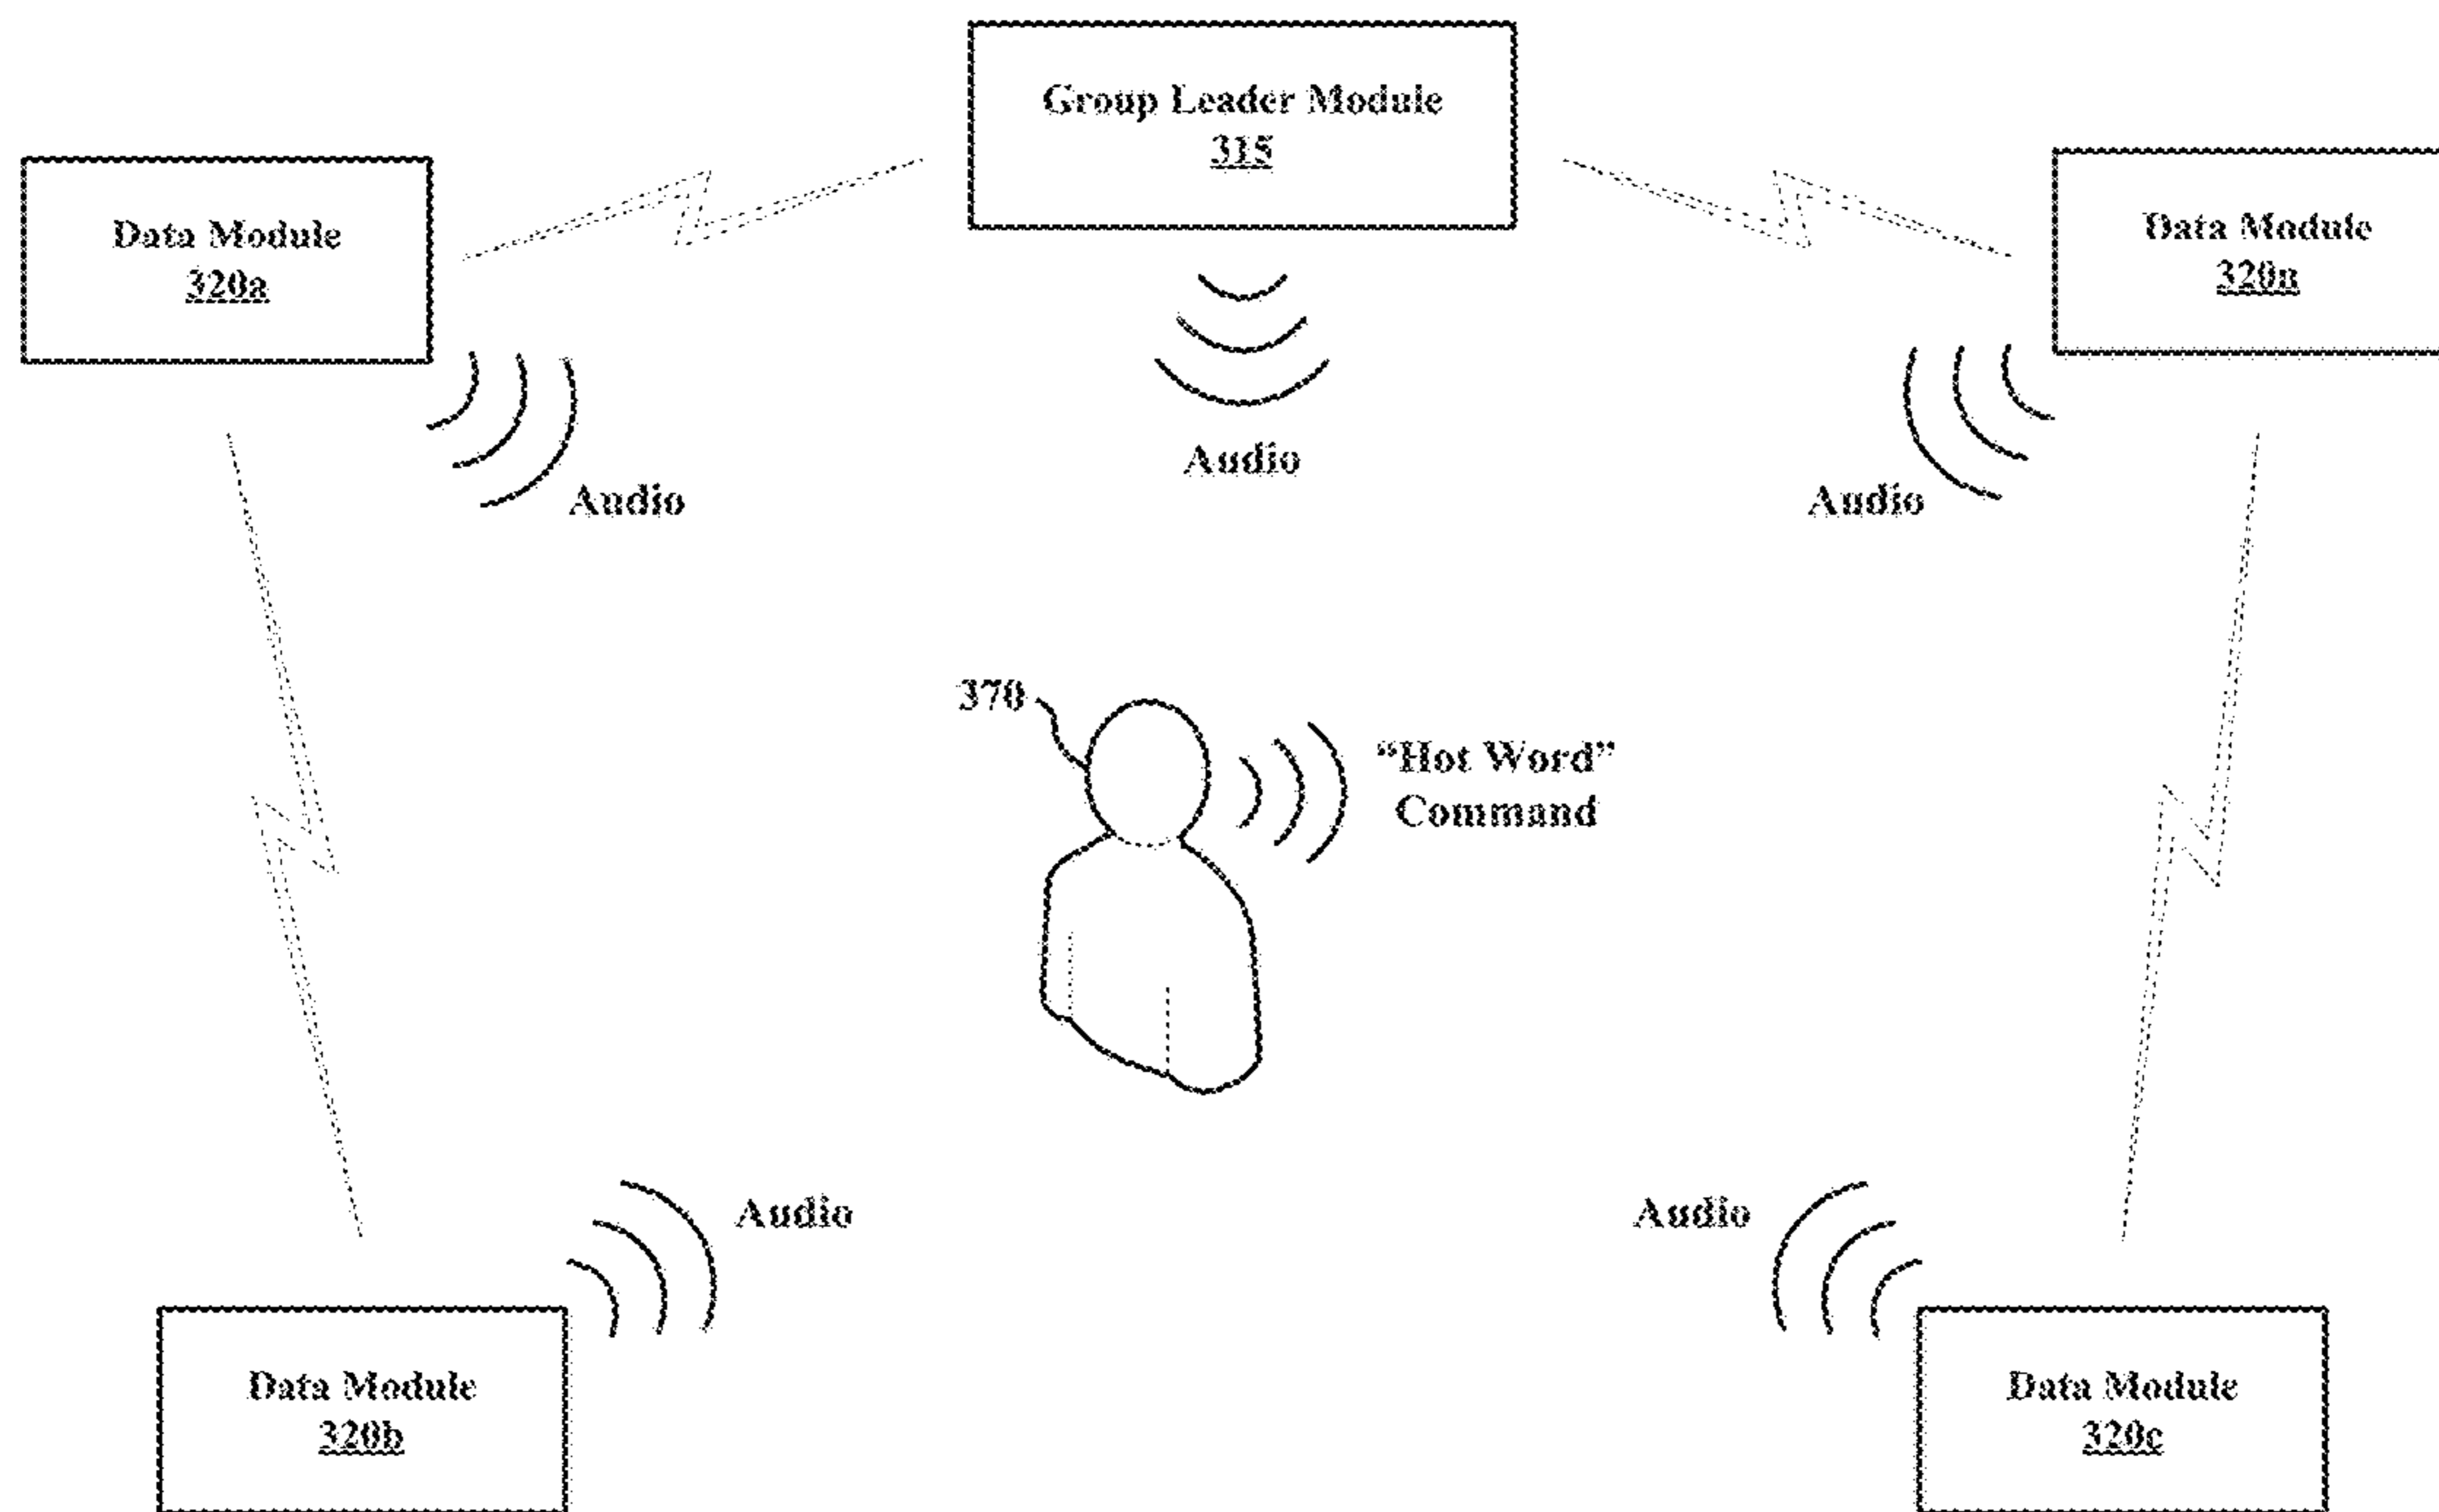 Group Leader Module
315
Data Module
320a
Data Module
320n
Audio
Audio
Audio
370
“Hot Word”
Command
Audio
Audio
Data Module
320b
Data Module
320c